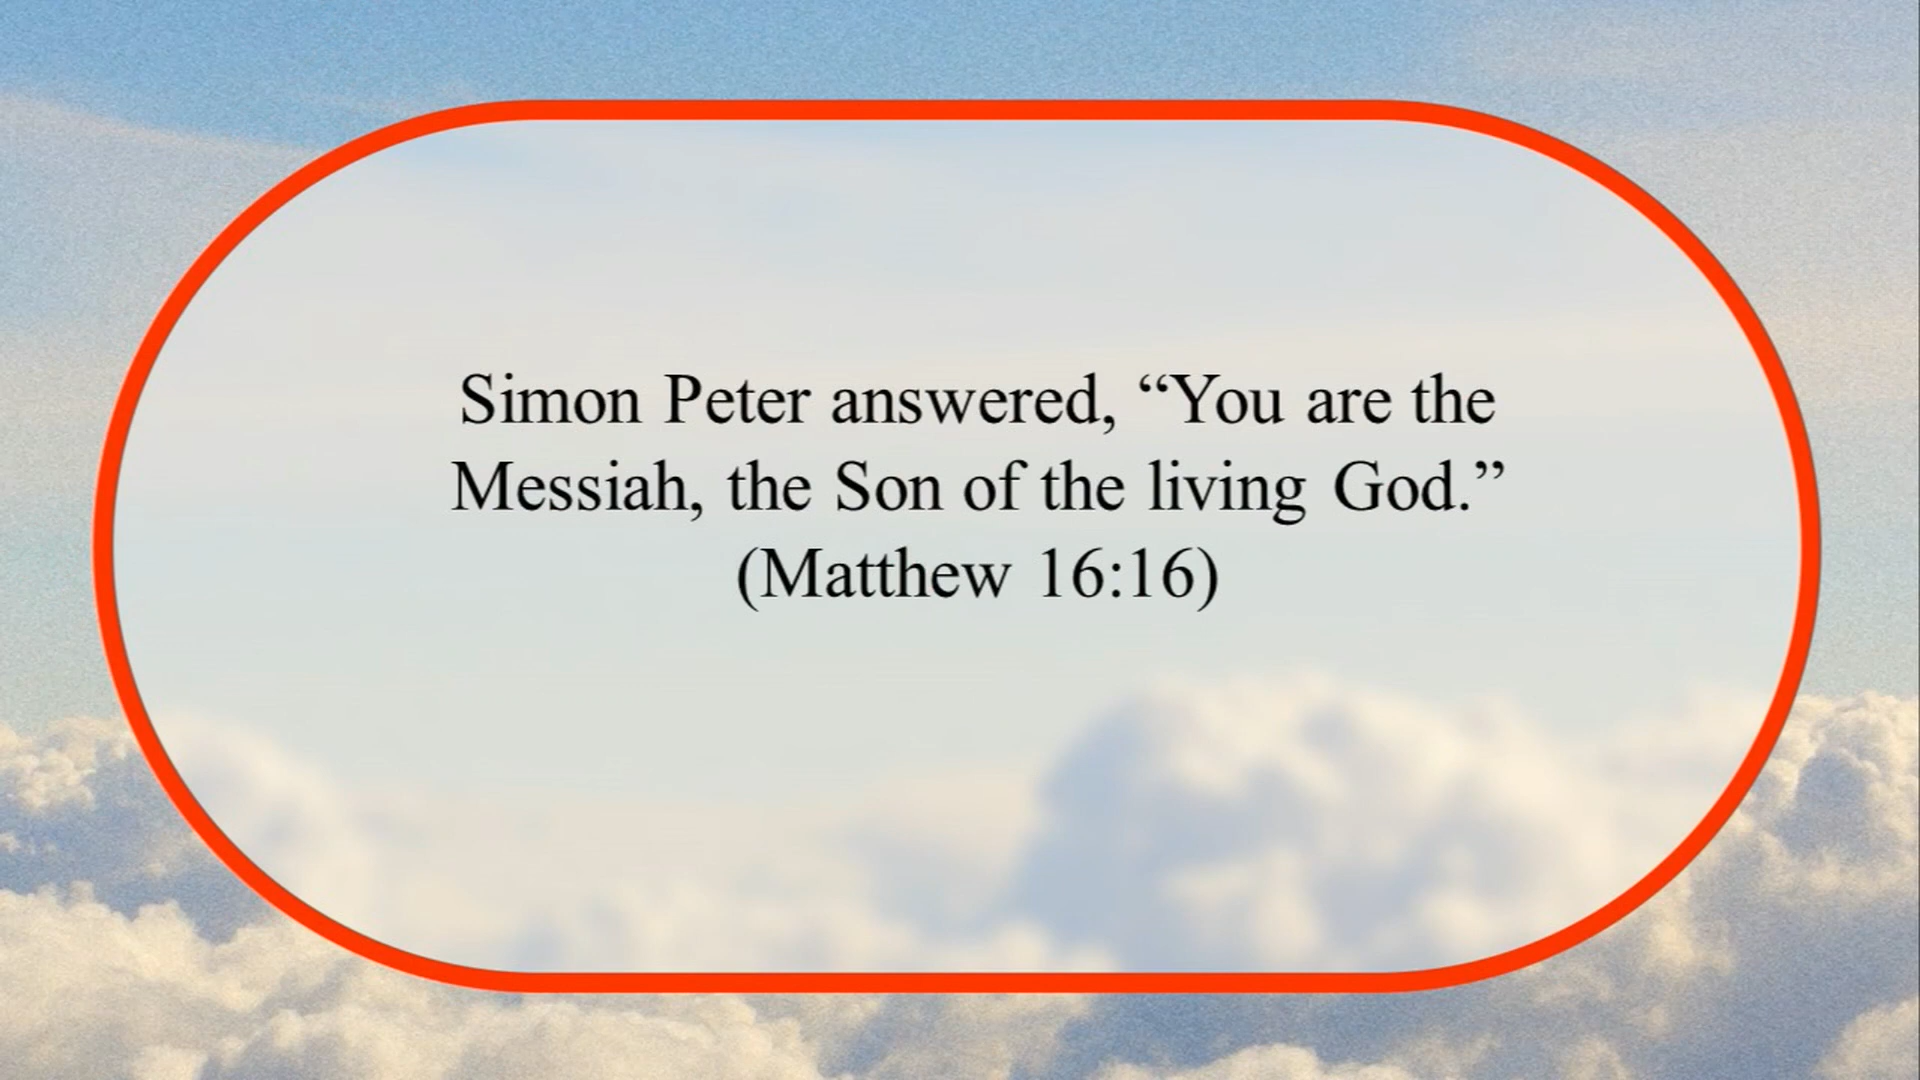 Simon Peter answered, “You are the
Messiah, the Son of the living God.”
(Matthew 16:16)